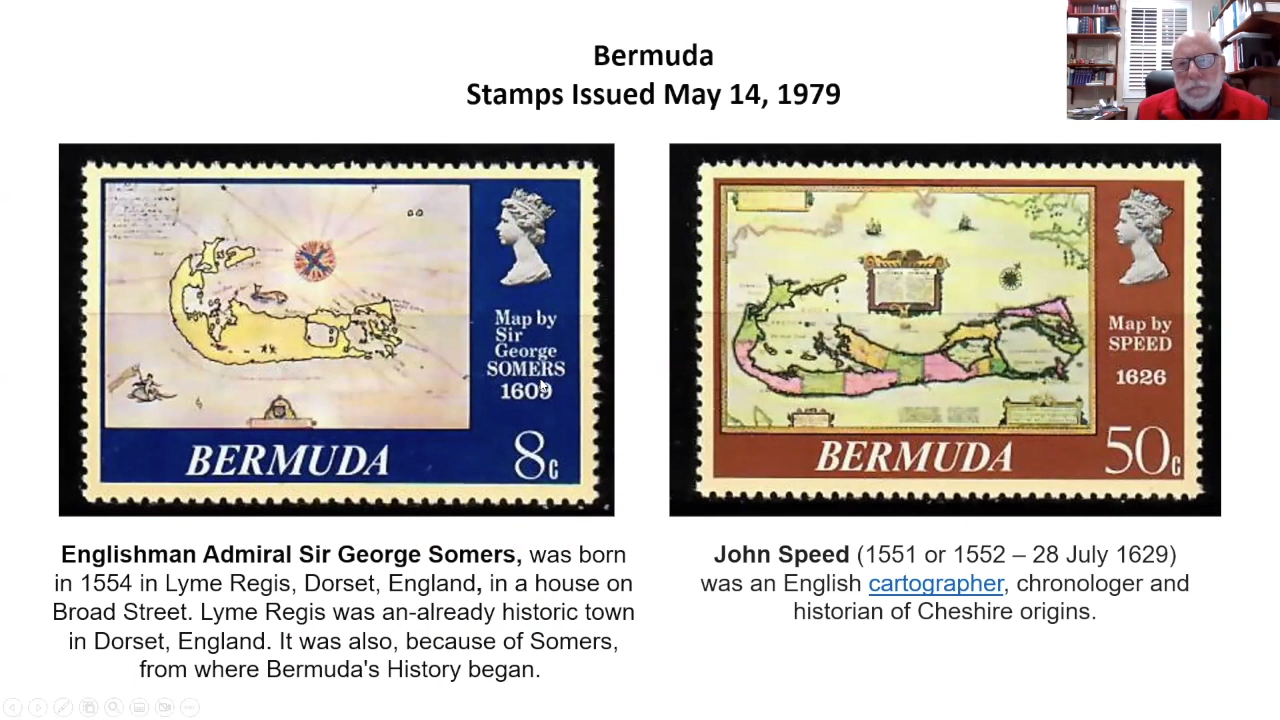 Bermuda
Stamps Issued May 14, 1979
Map by
Sir
George
SOMERS
1609
BERMUDA
8c
Map by
SPEED
1626
BERMUDA
50c
Englishman Admiral Sir George Somers, was born
in 1554 in Lyme Regis, Dorset, England, in a house on
Broad Street. Lyme Regis was an-already historic town
in Dorset, England. It was also, because of Somers,
from where Bermuda's History began.
John Speed (1551 or 1552 – 28 July 1629)
was an English cartographer, chronologer and
historian of Cheshire origins.